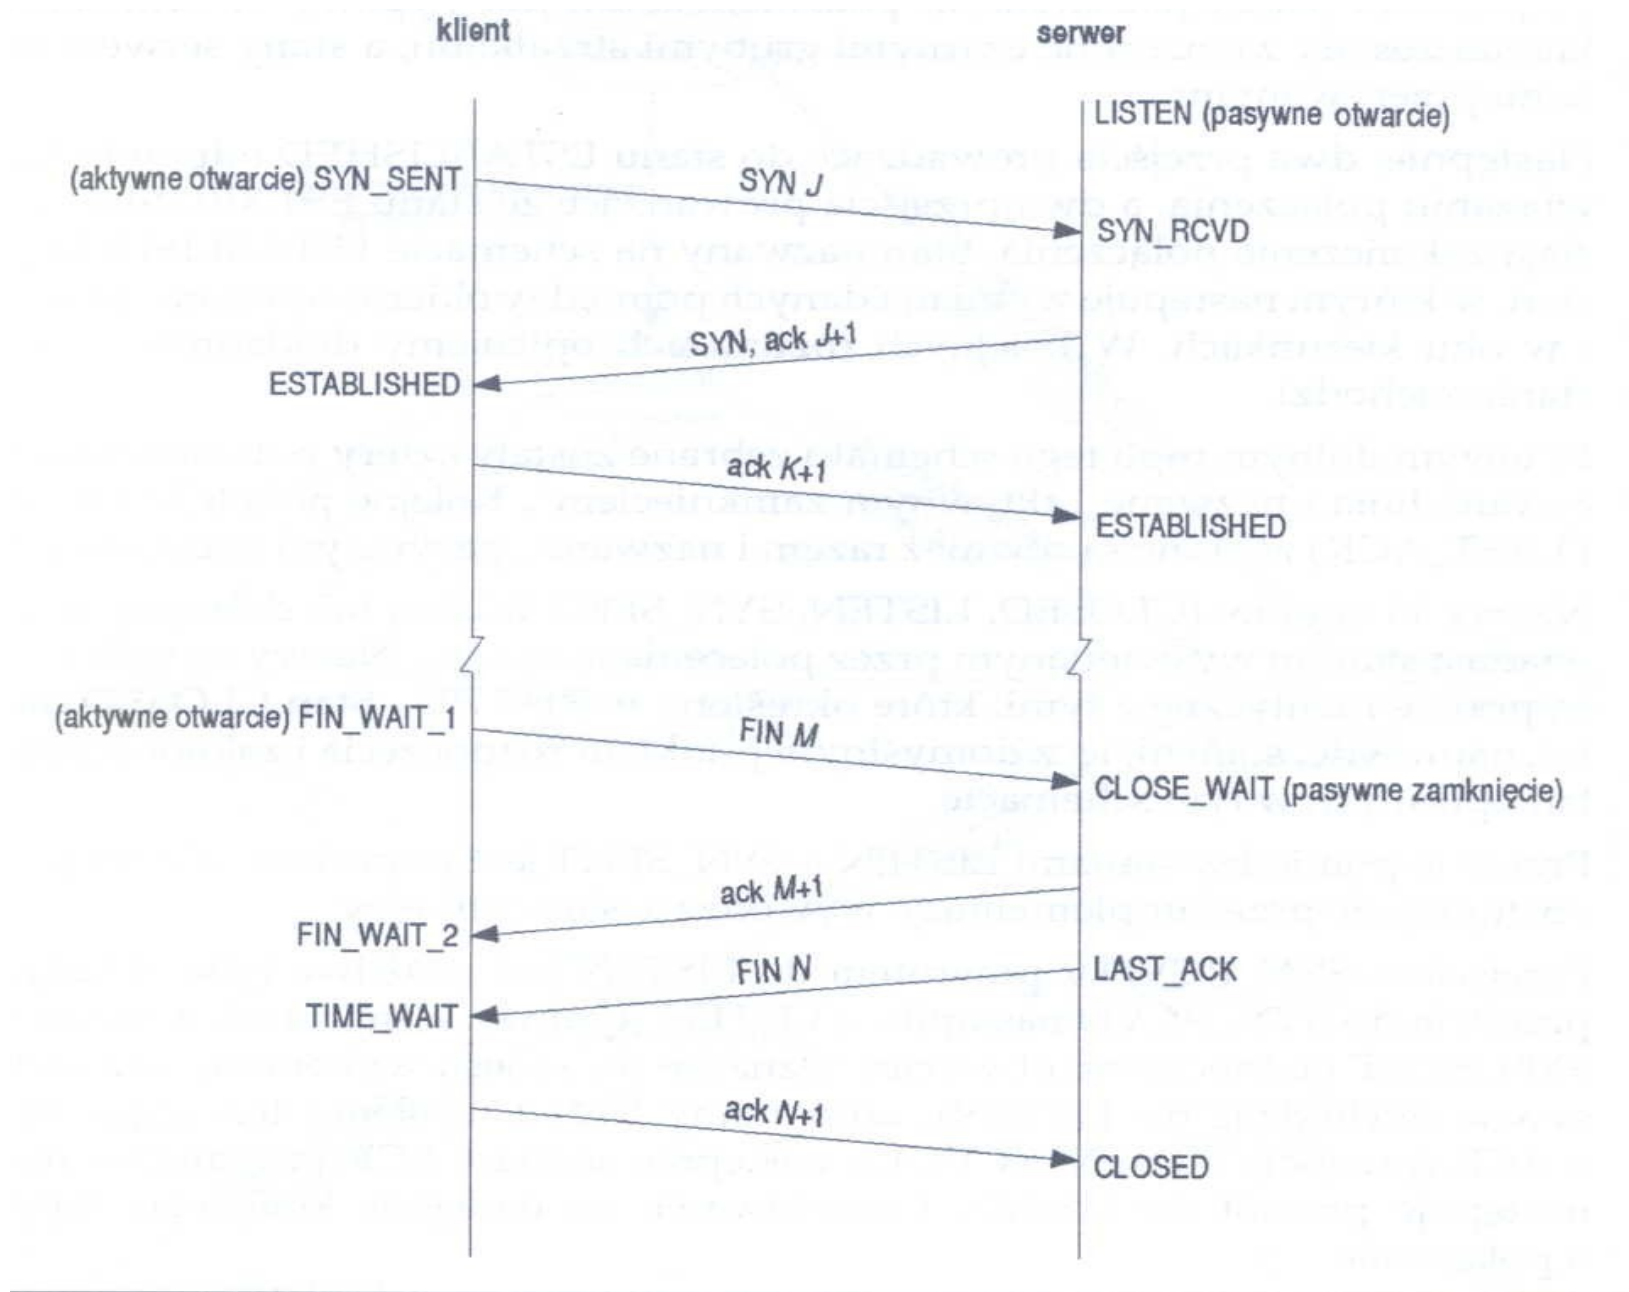 klient
serwer
LISTEN (pasywne otwarcie)
(aktywne otwarcie) SYN_SENT
SYN J
SYN_RCVD
SYN, ack J+1
ESTABLISHED
ack K+1
ESTABLISHED
(aktywne otwarcie) FIN_WAIT_1
FIN M
CLOSE_WAIT (pasywne zamknięcie)
ack M+1
FIN_WAIT_2
FIN N
LAST_ACK
TIME_WAIT
ack N+1
CLOSED